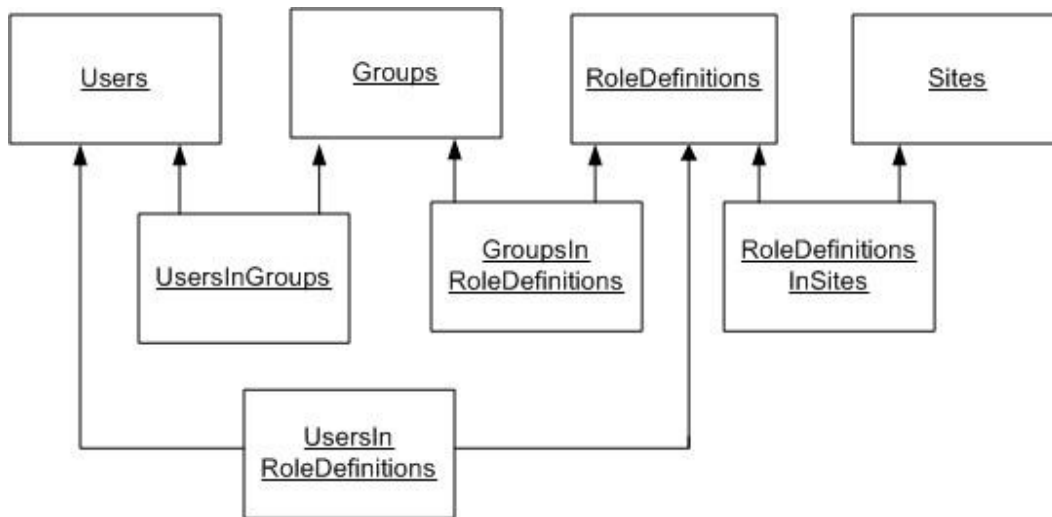 Users
Groups
RoleDefinitions
Sites
UsersInGroups
GroupsIn
RoleDefinitions
RoleDefinitions
InSites
UsersIn
RoleDefinitions